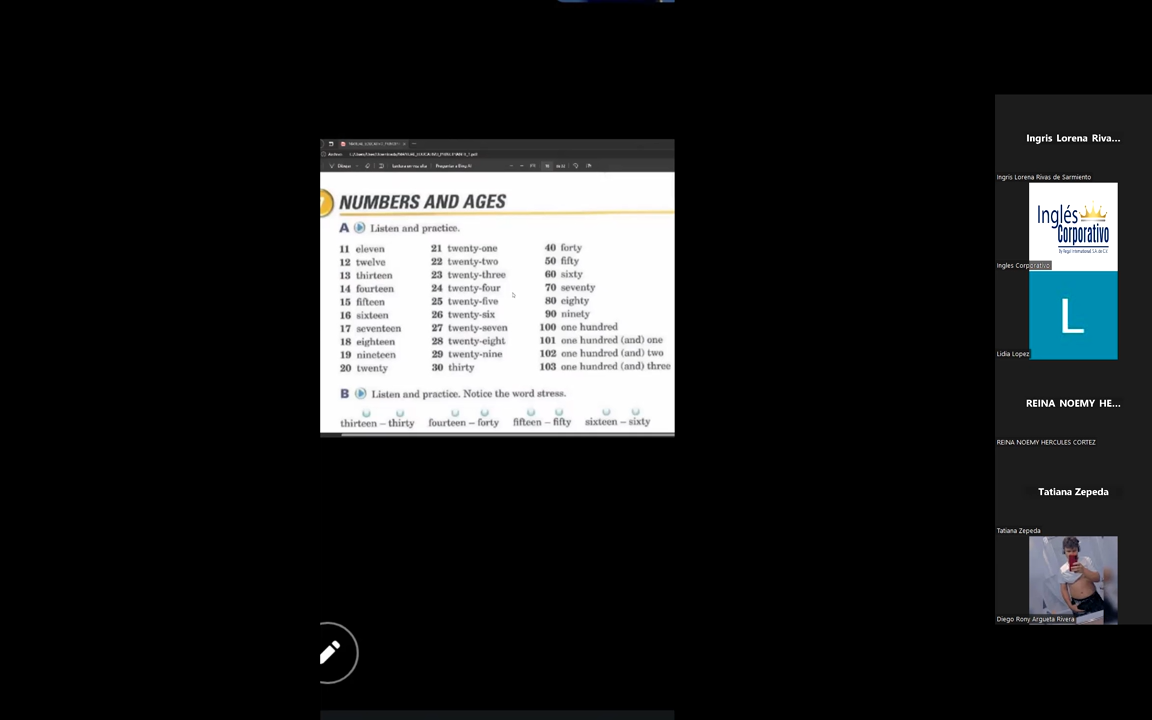 NUMBERS AND AGES
A Listen and practice.
11 eleven
12 twelve
13 thirteen
14 fourteen
15 fifteen
16 sixteen
17 seventeen
18 eighteen
19 nineteen
20 twenty
21 twenty-one
22 twenty-two
23 twenty-three
24 twenty-four
25 twenty-five
26 twenty-six
27 twenty-seven
28 twenty-eight
29 twenty-nine
30 thirty
40 forty
50 fifty
60 sixty
70 seventy
80 eighty
90 ninety
100 one hundred
101 one hundred (and) one
102 one hundred (and) two
103 one hundred (and) three
B Listen and practice. Notice the word stress.
thirteen – thirty fourteen – forty fifteen – fifty sixteen – sixty
Ingris Lorena Riva...
Ingris Lorena Rivas de Sarmiento
Inglés
Corporativo
Ingles Corporativo
L
Lidia Lopez
REINA NOEMY HE...
REINA NOEMY HERCULES CORTEZ
Tatiana Zepeda
Tatiana Zepeda
Diego Rony Argueta Rivera